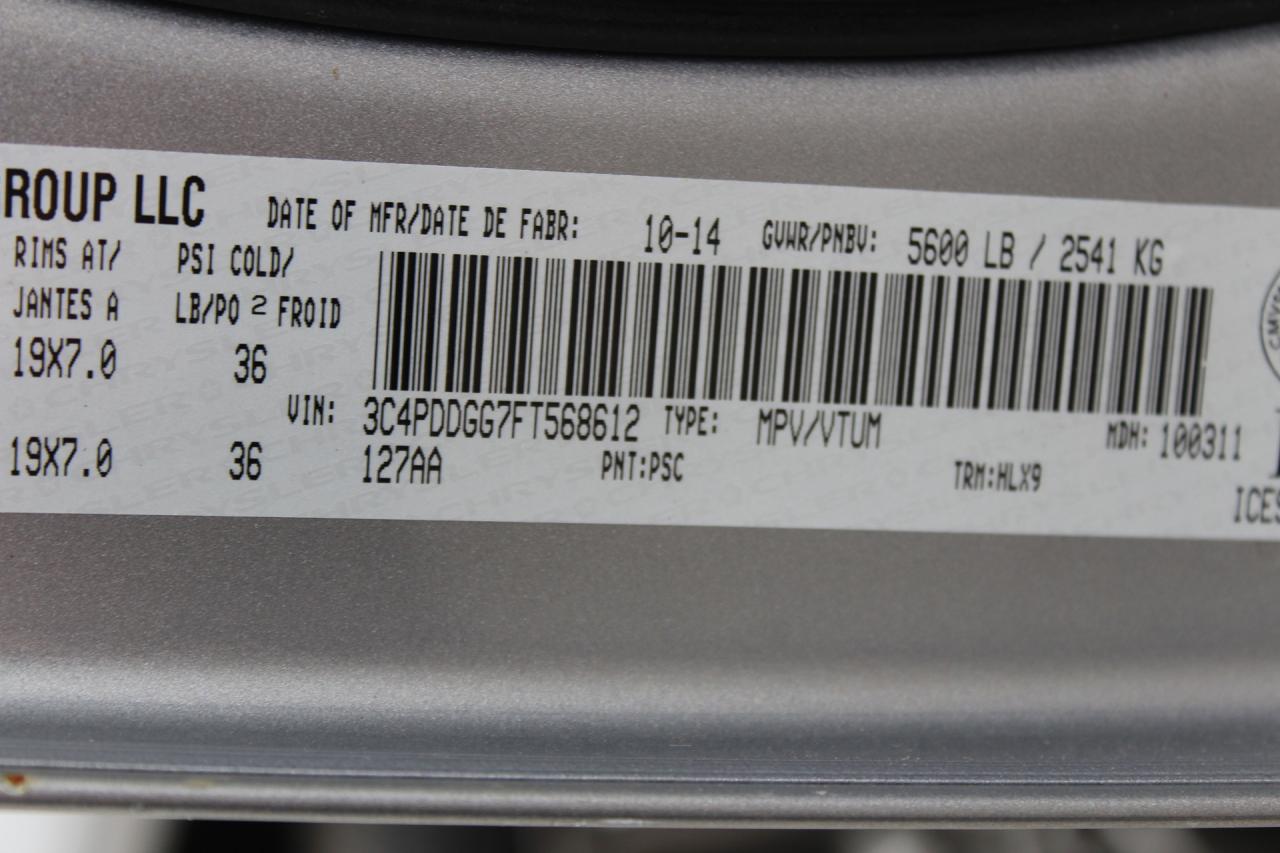 ROUP LLC DATE OF MFR/DATE DE FABR: 10-14 GVWR/PNBV: 5600 LB / 2541 KG
RIMS AT/ PSI COLD/
JANTES A LB/PO 2 FROID
19X7.0 36
VIN: 3C4PDDGG7FT568612 TYPE: MPV/VTUM MDH: 100311
19X7.0 36 127AA PNT:PSC TRM:HLX9
ICES